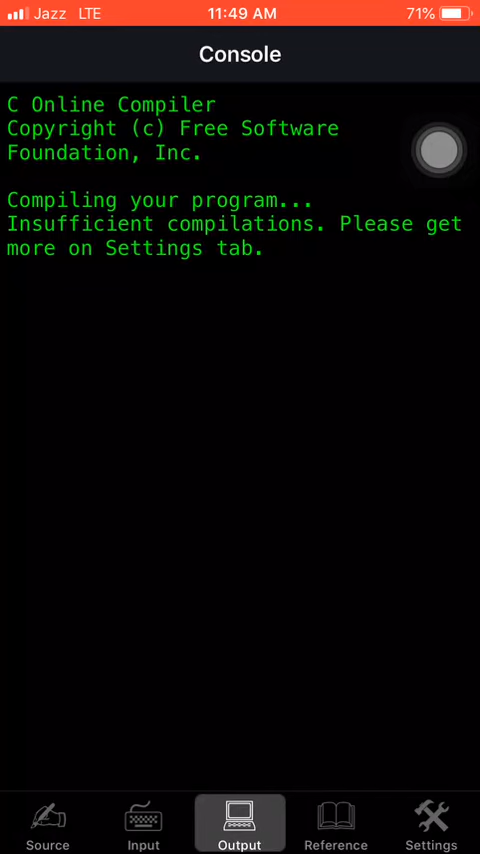 Jazz LTE 11:49 AM 71%
Console
C Online Compiler
Copyright (c) Free Software
Foundation, Inc.
Compiling your program...
Insufficient compilations. Please get
more on Settings tab.
Source Input Output Reference Settings